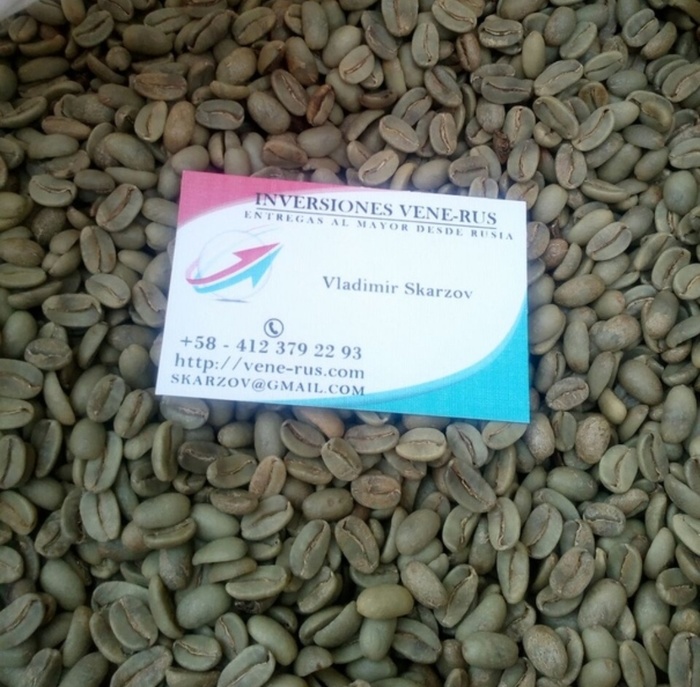 INVERSIONES VENE-RUS
ENTREGAS AL MAYOR DESDE RUSIA
Vladimir Skarzov
+58 - 412 379 22 93
http://vene-rus.com
SKARZOV@GMAIL.COM